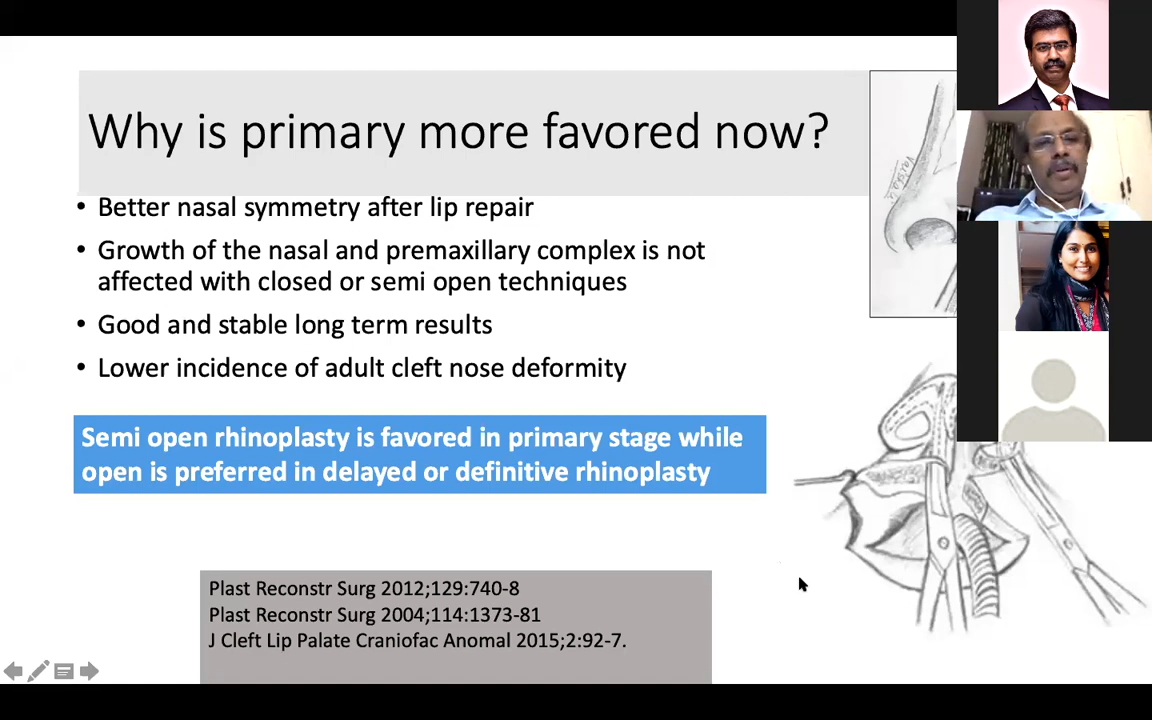 Why is primary more favored now?
• Better nasal symmetry after lip repair
• Growth of the nasal and premaxillary complex is not
affected with closed or semi open techniques
• Good and stable long term results
• Lower incidence of adult cleft nose deformity
Semi open rhinoplasty is favored in primary stage while
open is preferred in delayed or definitive rhinoplasty
Plast Reconstr Surg 2012;129:740-8
Plast Reconstr Surg 2004;114:1373-81
J Cleft Lip Palate Craniofac Anomal 2015;2:92-7.